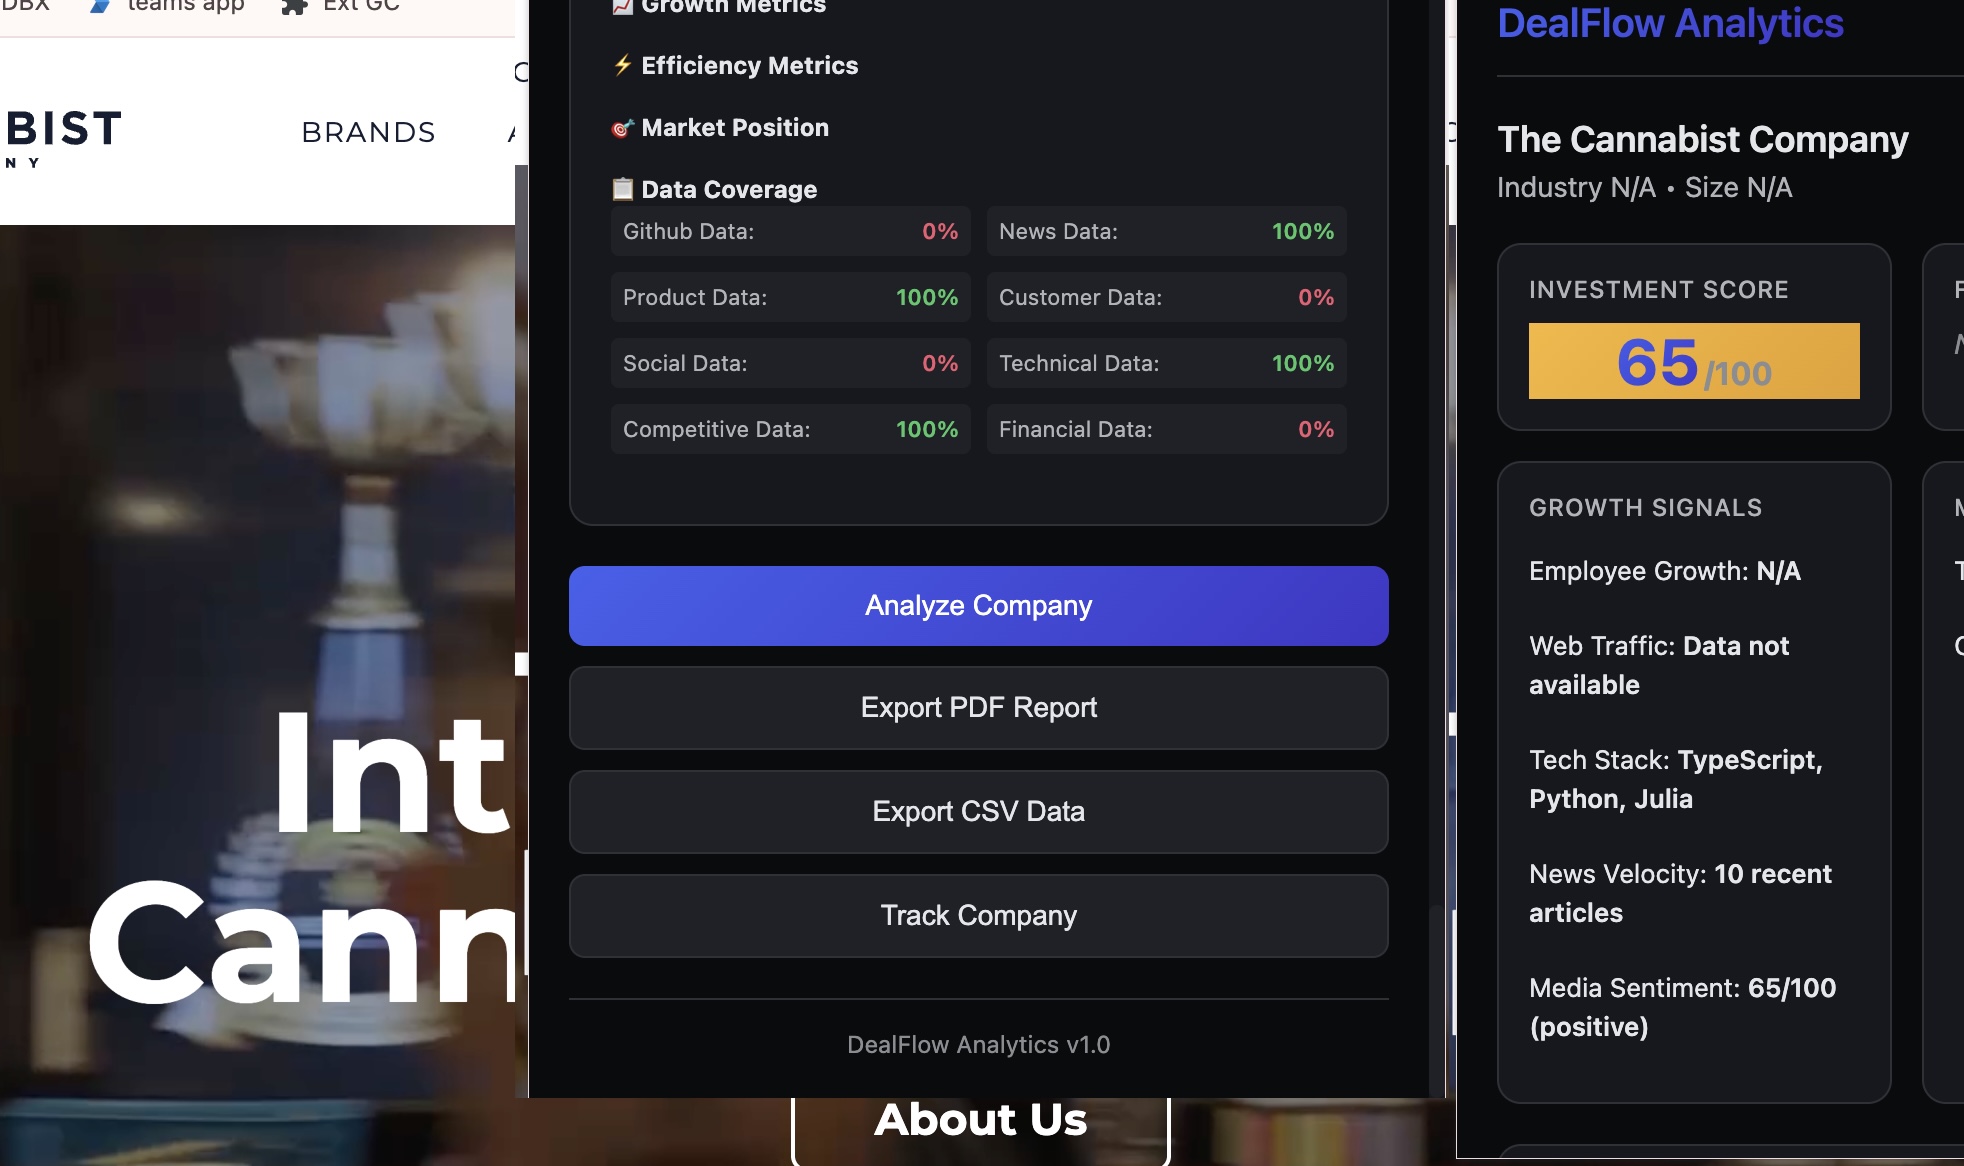 DBX
teams app
Ext GC
BIST
N Y
BRANDS
Int
Cann
About Us
Growth Metrics
Efficiency Metrics
Market Position
Data Coverage
Github Data: 0%
News Data: 100%
Product Data: 100%
Customer Data: 0%
Social Data: 0%
Technical Data: 100%
Competitive Data: 100%
Financial Data: 0%
Analyze Company
Export PDF Report
Export CSV Data
Track Company
DealFlow Analytics v1.0
DealFlow Analytics
The Cannabist Company
Industry N/A • Size N/A
INVESTMENT SCORE
65/100
GROWTH SIGNALS
Employee Growth: N/A
Web Traffic: Data not
available
Tech Stack: TypeScript,
Python, Julia
News Velocity: 10 recent
articles
Media Sentiment: 65/100
(positive)